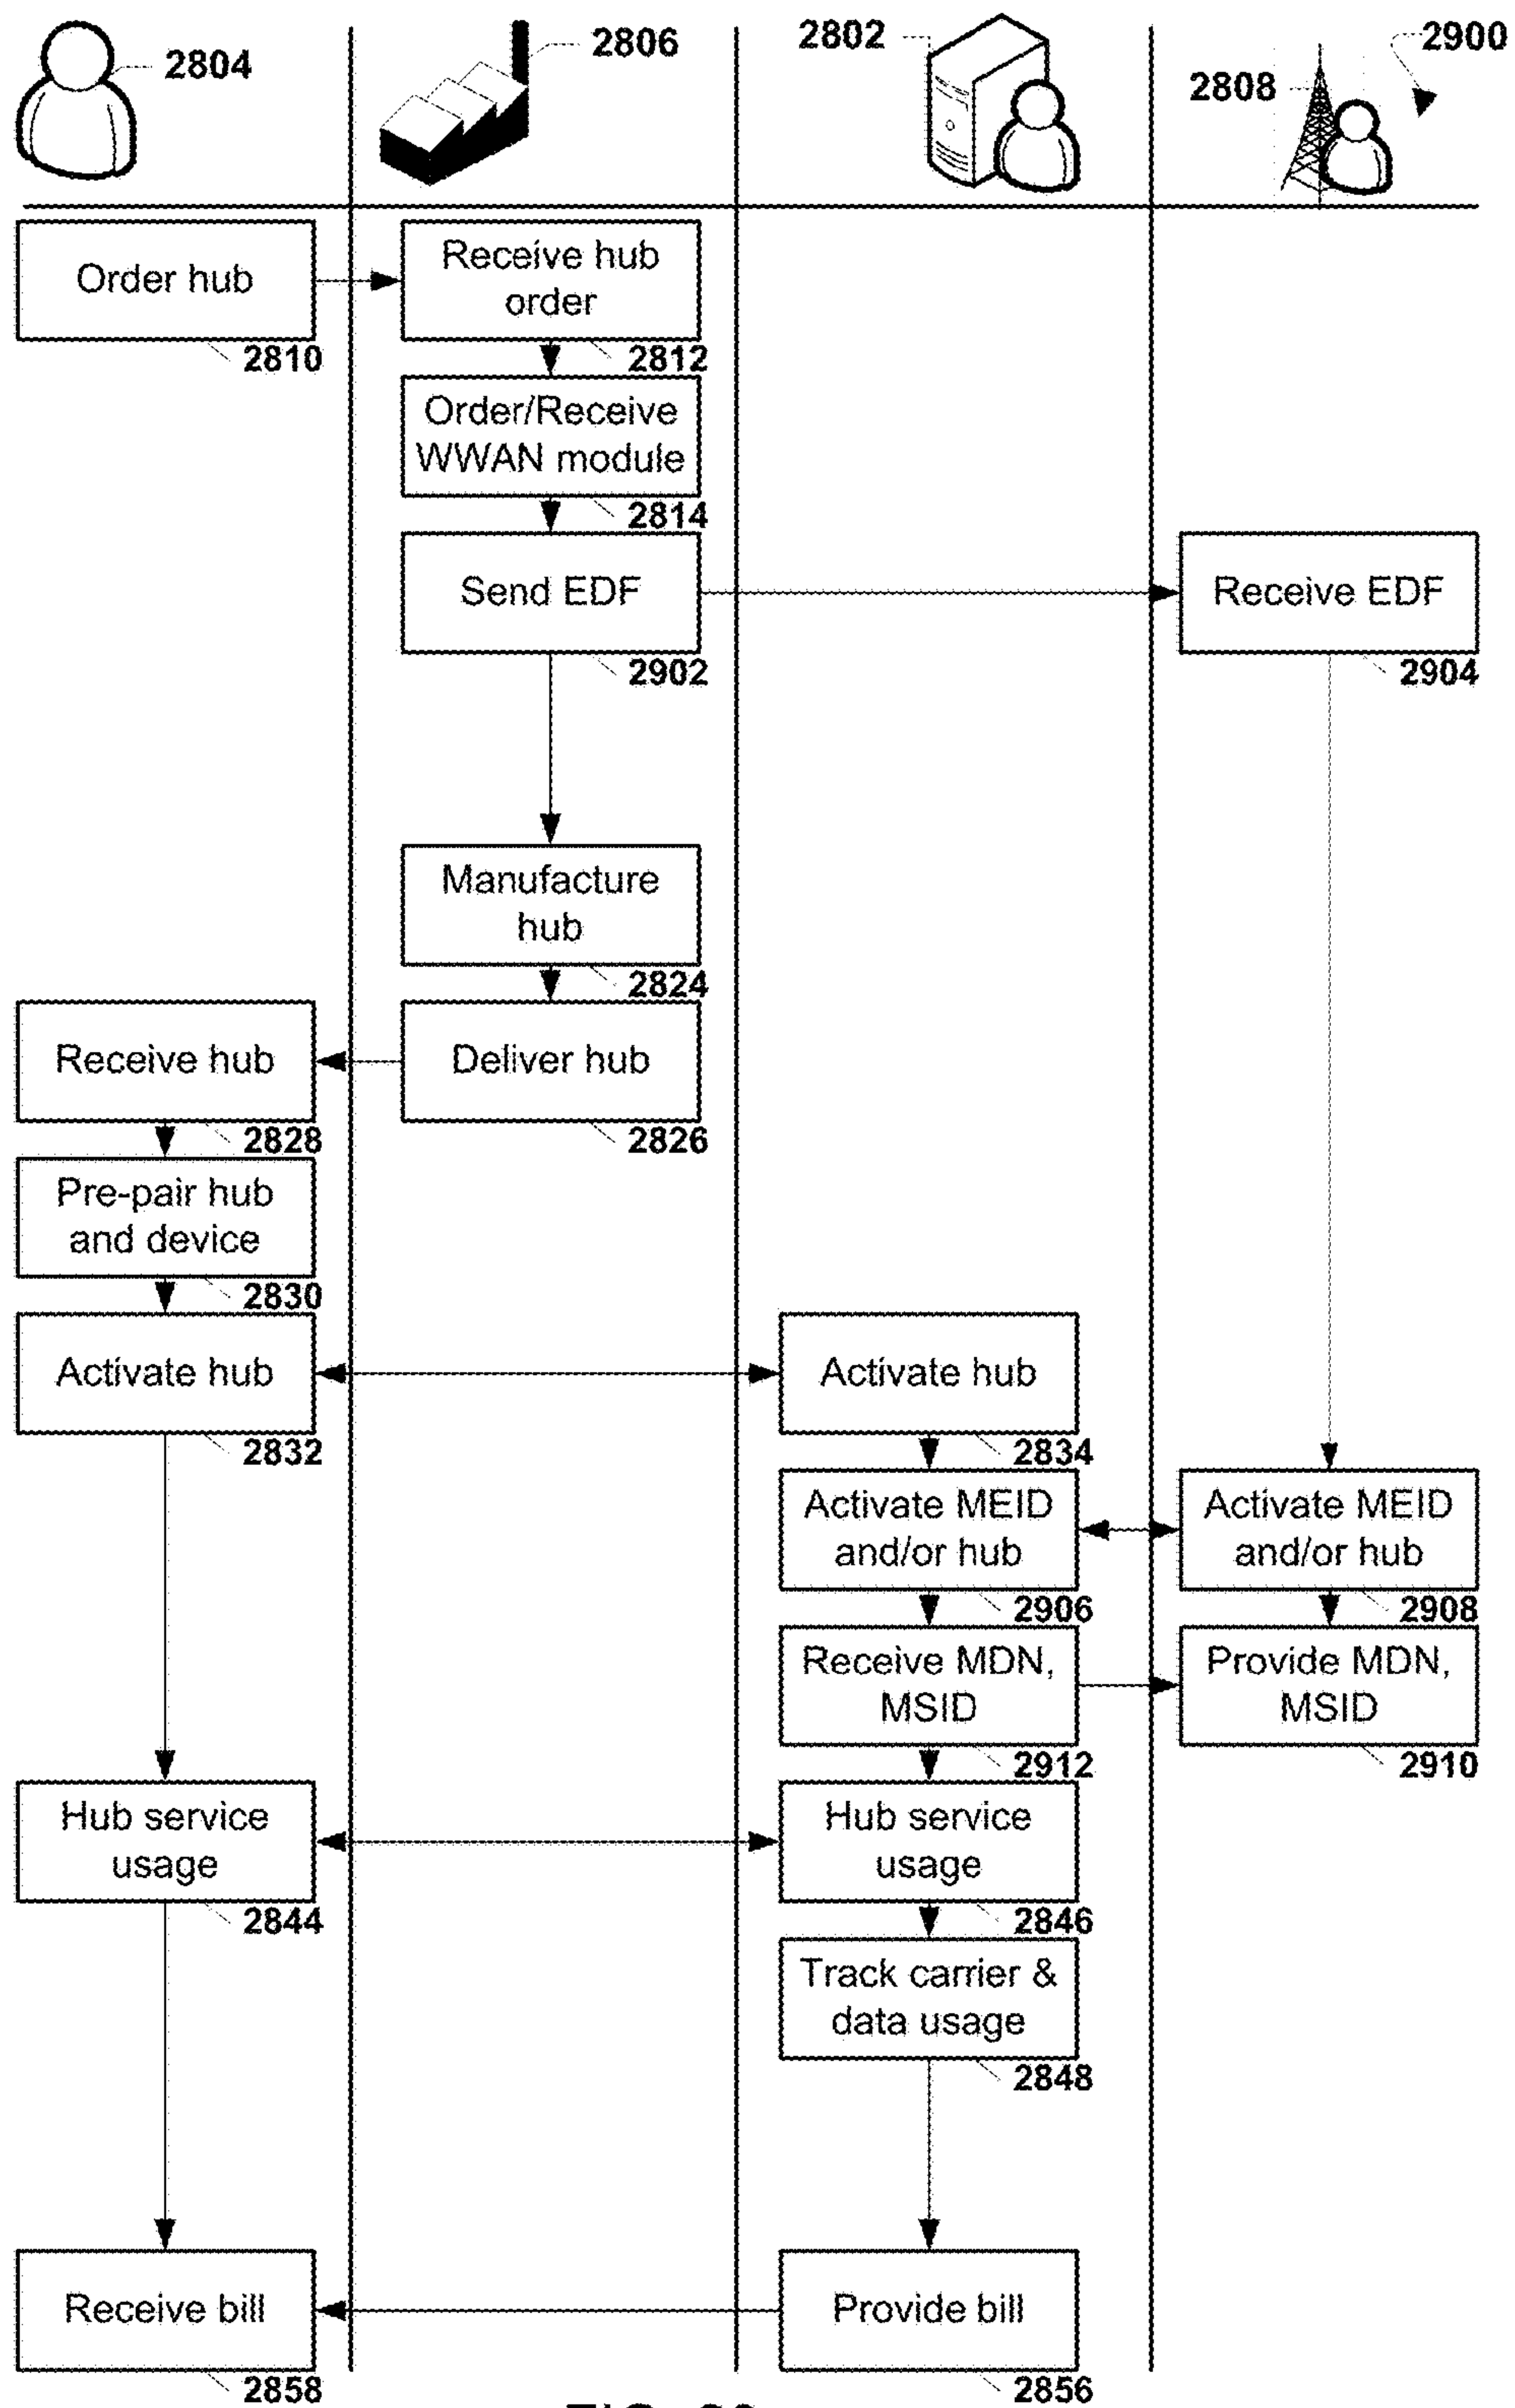 2804
2806
2802
2808
2900
Order hub
2810
Receive hub
order
2812
Order/Receive
WWAN module
2814
Send EDF
2902
Receive EDF
2904
Manufacture
hub
2824
Receive hub
2828
Deliver hub
2826
Pre-pair hub
and device
2830
Activate hub
2832
Activate hub
2834
Activate MEID
and/or hub
2906
Activate MEID
and/or hub
2908
Receive MDN,
MSID
2912
Provide MDN,
MSID
2910
Hub service
usage
2844
Hub service
usage
2846
Track carrier &
data usage
2848
Receive bill
2858
Provide bill
2856